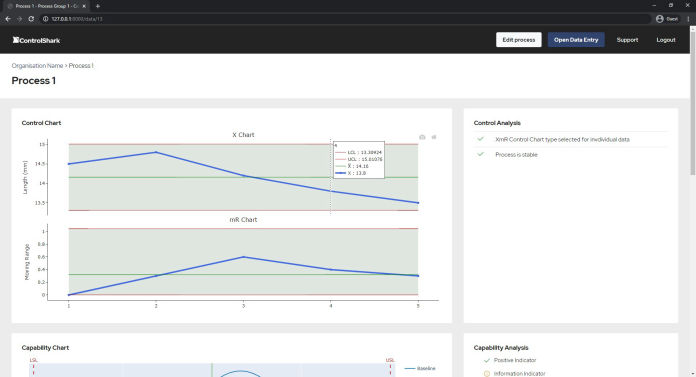 Process 1 - Process Group 1 - Co
127.0.0.1:8000/data/13
Guest
ControlShark
Edit process
Open Data Entry
Support
Logout
Organisation Name > Process 1
Process 1
Control Chart
X Chart
4
LCL : 13.30924
UCL : 15.01076
X̄ : 14.16
X : 13.8
Length (mm)
15
14.5
14
13.5
mR Chart
Moving Range
1
0.8
0.6
0.4
0.2
0
1
2
3
4
5
Control Analysis
XmR Control Chart type selected for invdividual data
Process is stable
Capability Chart
LSL
USL
Baseline
Capability Analysis
Positive Indicator
Information Indicator